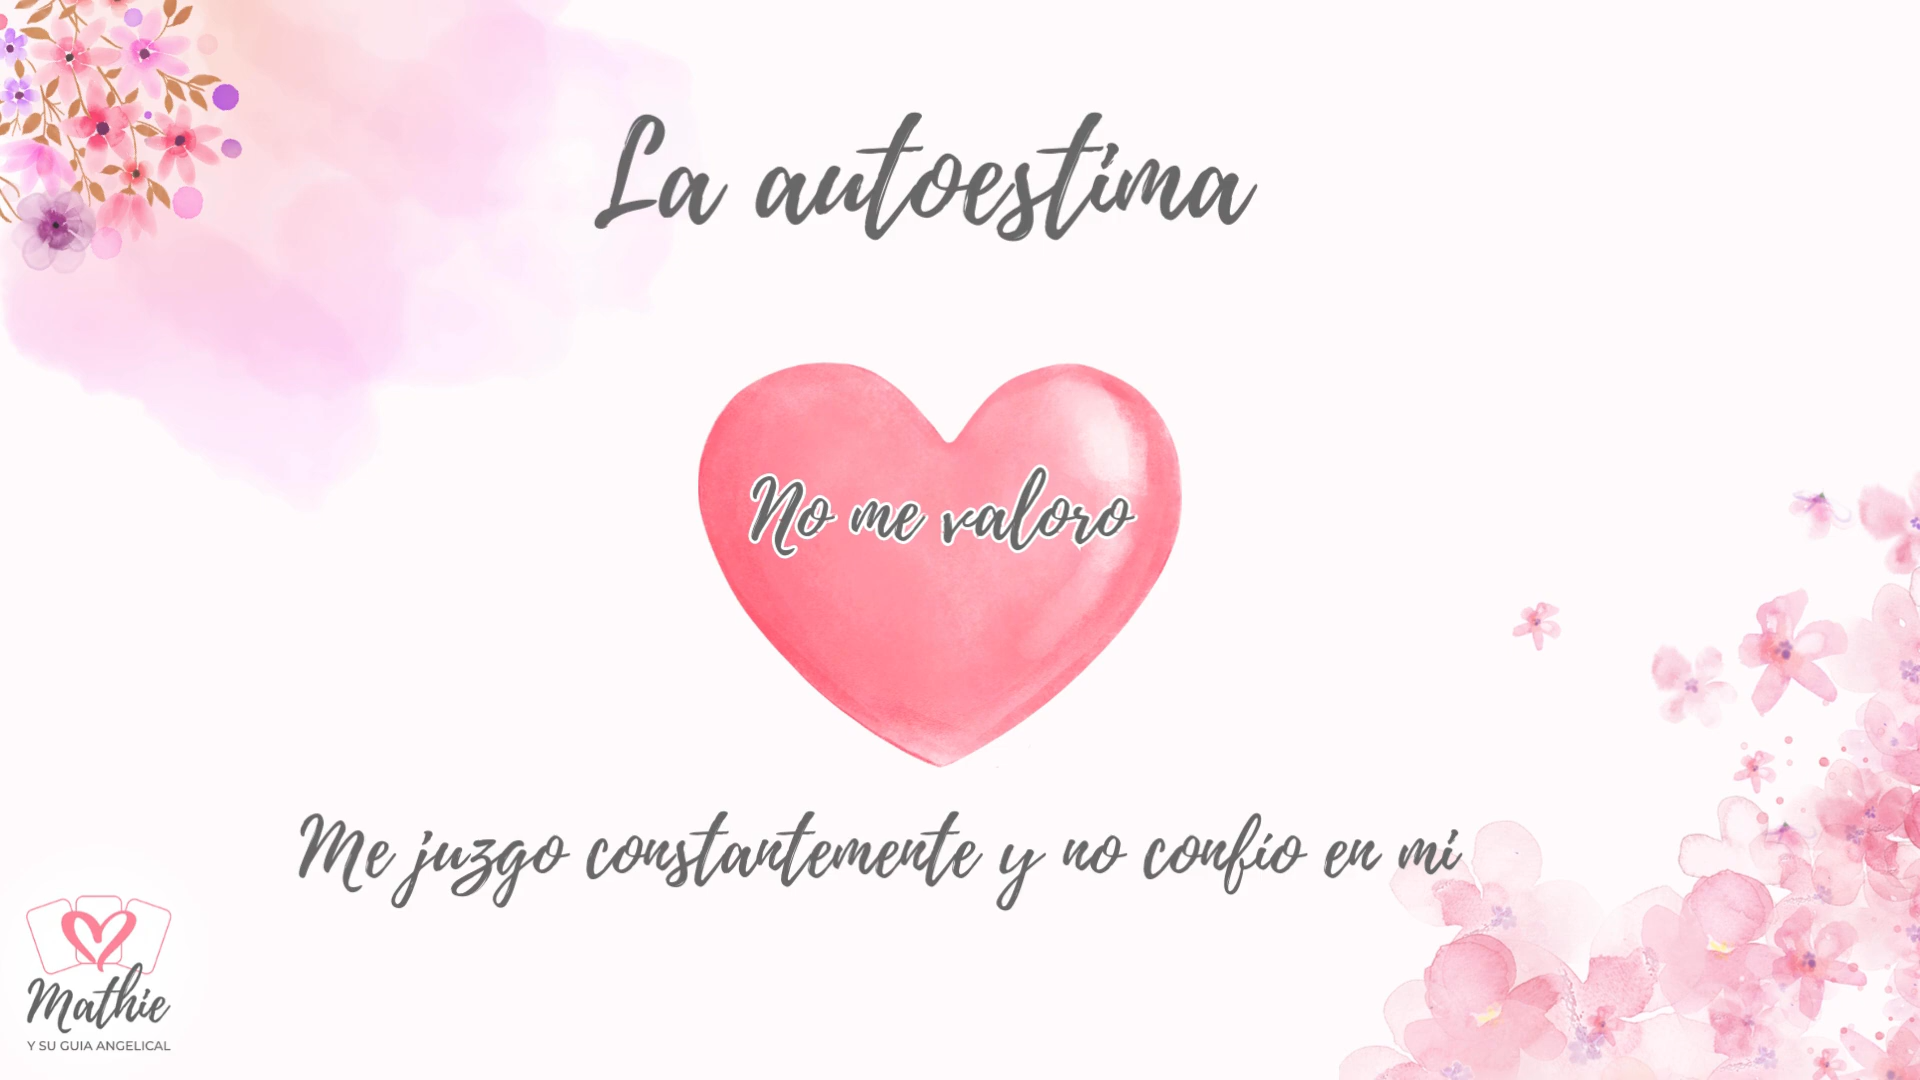 La autoestima
No me valoro
Me juzgo constantemente y no confío en mi
Mathie
Y SU GUIA ANGELICAL